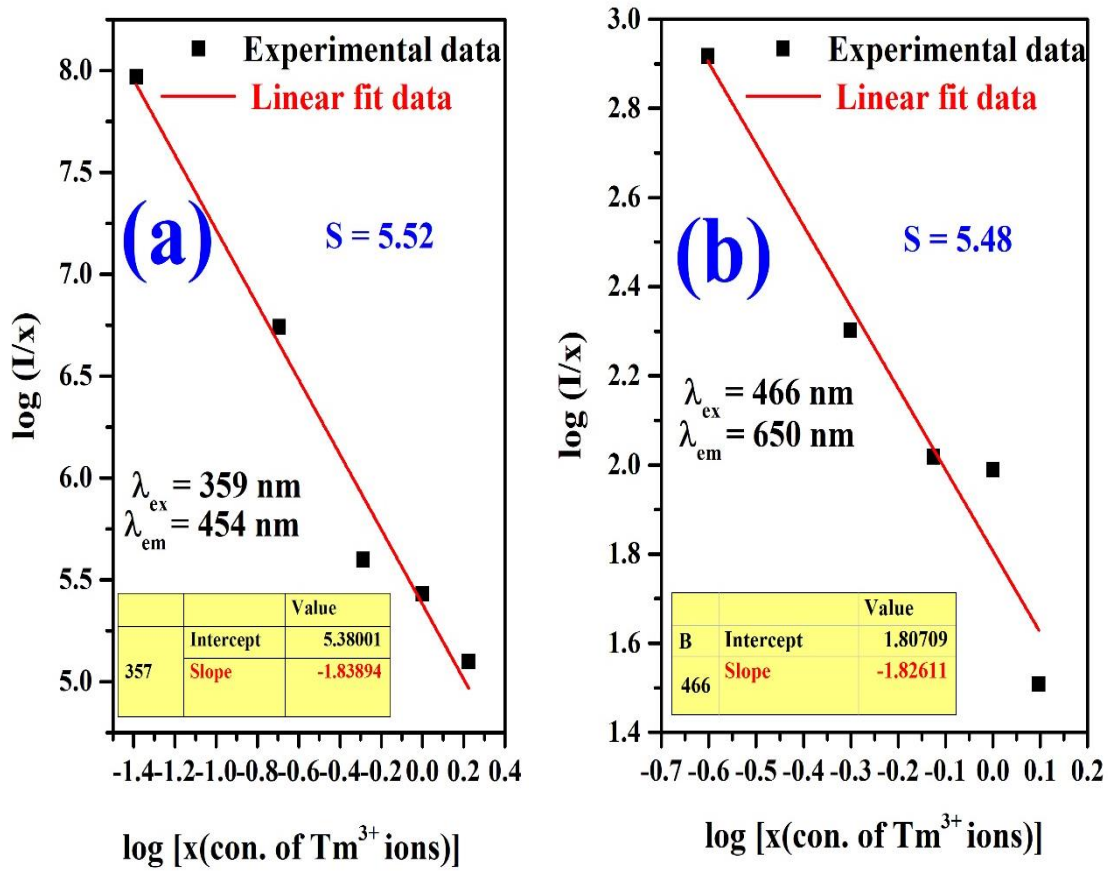 Experimental data
Linear fit data
(a)
S = 5.52
λex = 359 nm
λem = 454 nm
Value
Intercept 5.38001
357 Slope -1.83894
log (I/x)
8.0
7.5
7.0
6.5
6.0
5.5
5.0
-1.4 -1.2 -1.0 -0.8 -0.6 -0.4 -0.2 0.0 0.2 0.4
log [x(con. of Tm³⁺ ions)]
Experimental data
Linear fit data
(b)
S = 5.48
λex = 466 nm
λem = 650 nm
Value
B Intercept 1.80709
466 Slope -1.82611
log (I/x)
3.0
2.8
2.6
2.4
2.2
2.0
1.8
1.6
1.4
-0.7 -0.6 -0.5 -0.4 -0.3 -0.2 -0.1 0.0 0.1 0.2
log [x(con. of Tm³⁺ ions)]